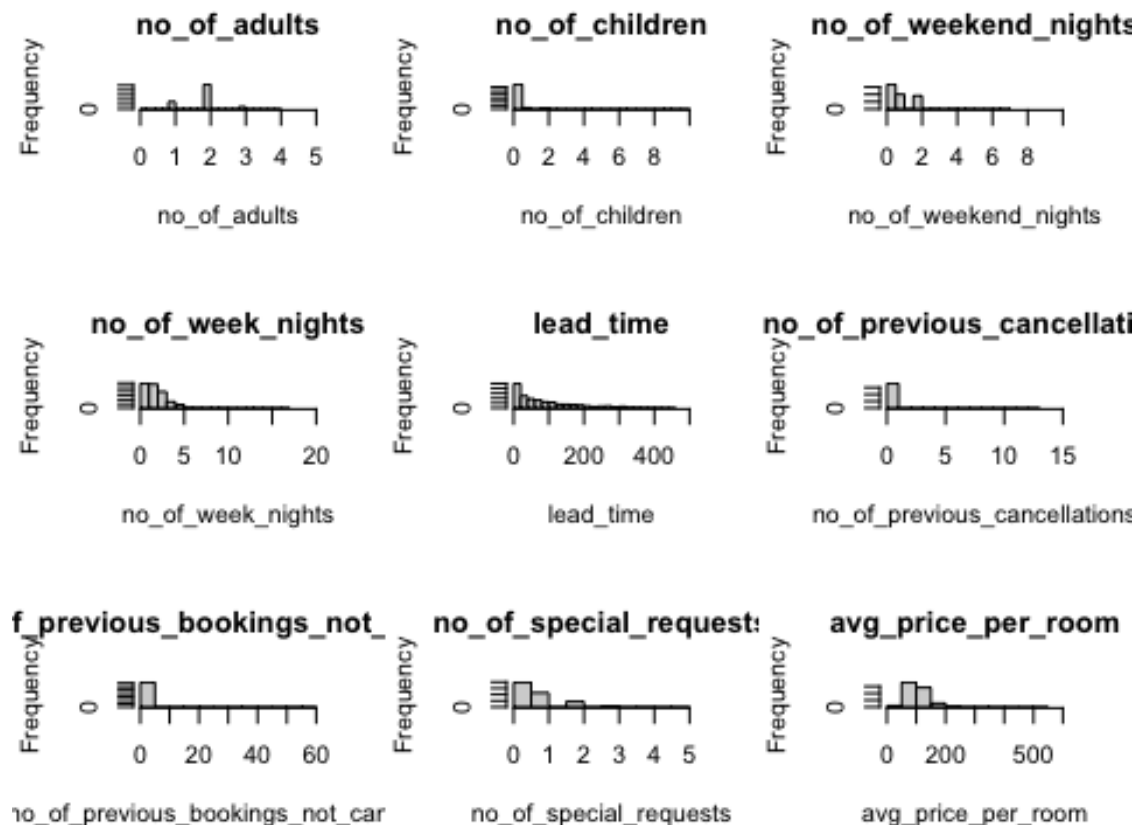 no_of_adults
Frequency
0
0 1 2 3 4 5
no_of_adults
no_of_children
Frequency
0
0 2 4 6 8
no_of_children
no_of_weekend_nights
Frequency
0
0 2 4 6 8
no_of_weekend_nights
no_of_week_nights
Frequency
0
0 5 10 20
no_of_week_nights
lead_time
Frequency
0
0 200 400
lead_time
no_of_previous_cancellati
Frequency
0
0 5 10 15
no_of_previous_cancellations
f_previous_bookings_not_
Frequency
0
0 20 40 60
no_of_previous_bookings_not_can
no_of_special_requests
Frequency
0
0 1 2 3 4 5
no_of_special_requests
avg_price_per_room
Frequency
0
0 200 500
avg_price_per_room